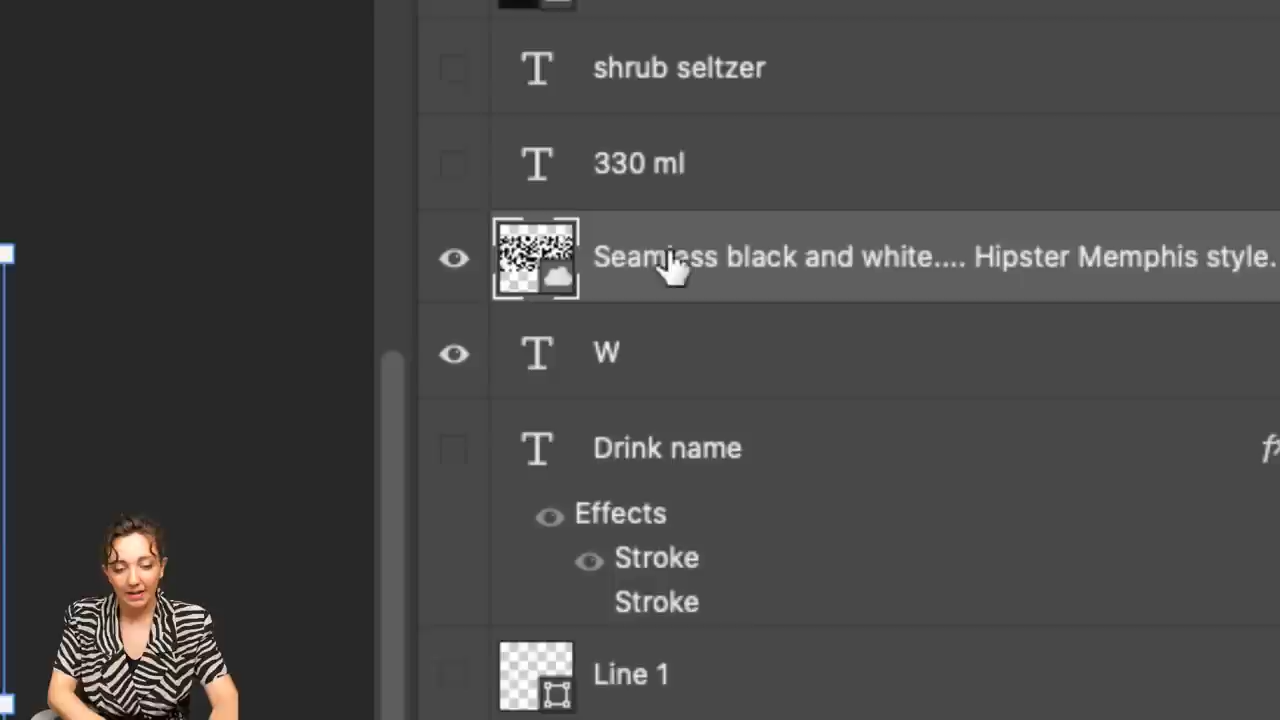 shrub seltzer
330 ml
Seamless black and white.... Hipster Memphis style.
W
Drink name
Effects
Stroke
Stroke
Line 1